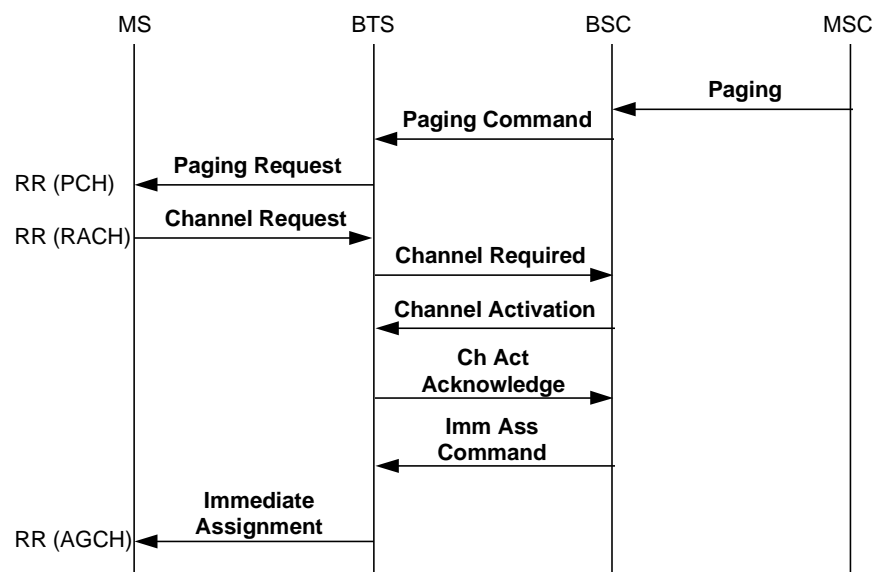 MS BTS BSC MSC
Paging
Paging Command
Paging Request
RR (PCH)
Channel Request
RR (RACH)
Channel Required
Channel Activation
Ch Act
Acknowledge
Imm Ass
Command
Immediate
Assignment
RR (AGCH)